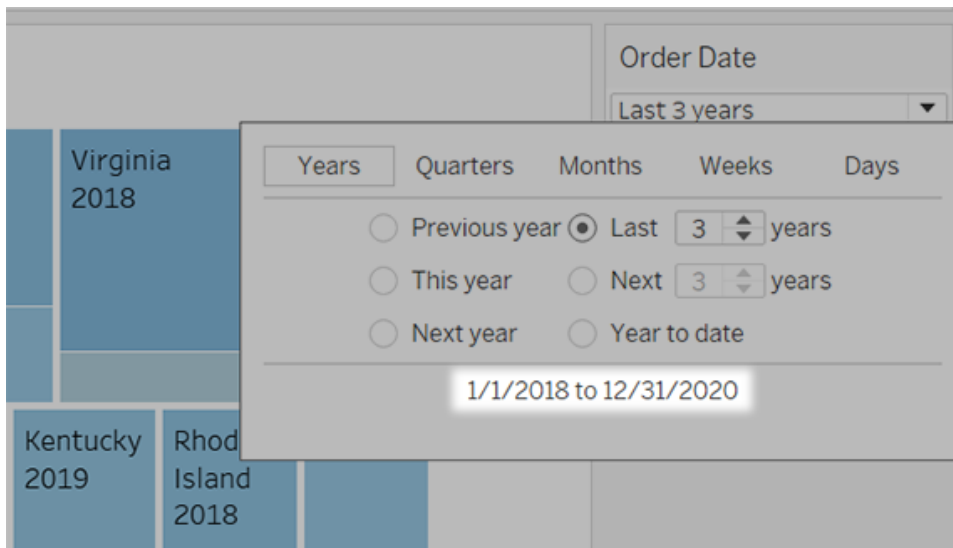 Order Date
Last 3 years
Virginia
2018
Years Quarters Months Weeks Days
Previous year Last 3 years
This year Next 3 years
Next year Year to date
1/1/2018 to 12/31/2020
Kentucky
2019
Rhod
Island
2018